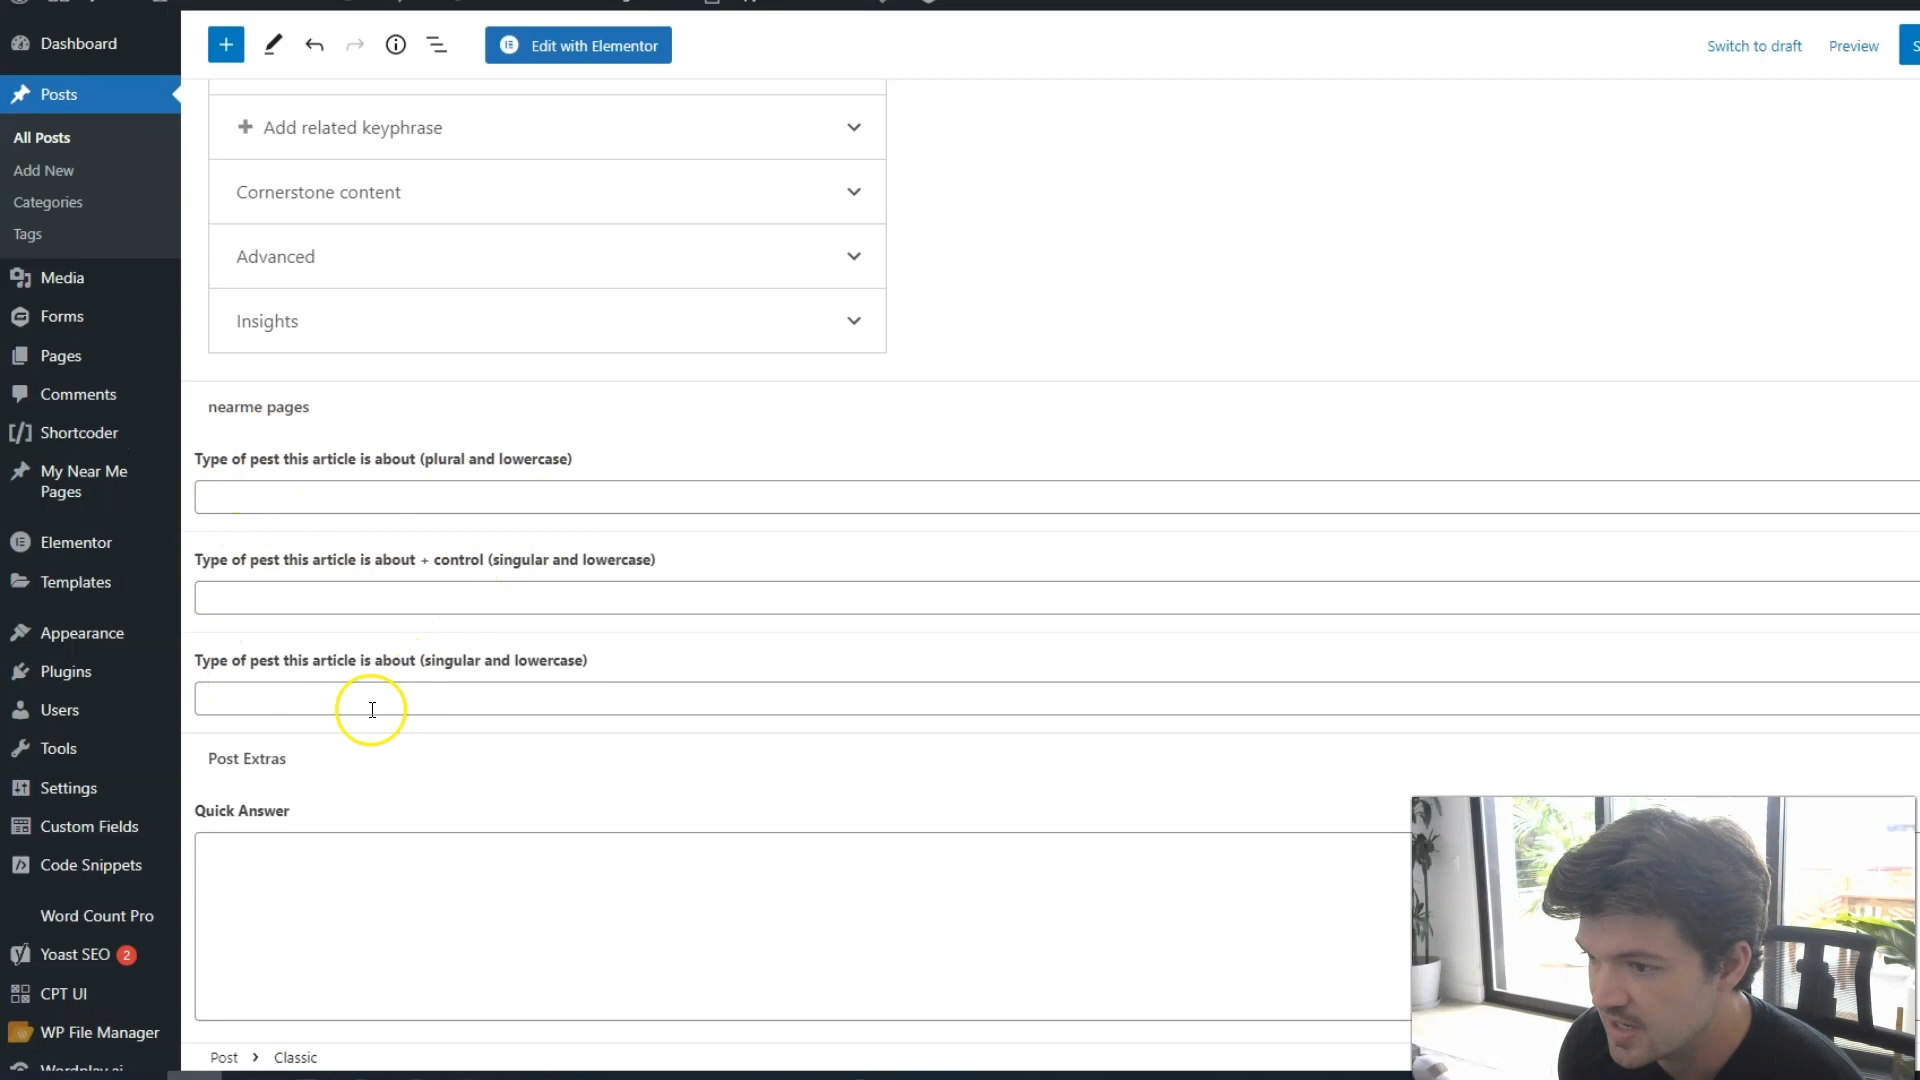 Dashboard
Posts
All Posts
Add New
Categories
Tags
Media
Forms
Pages
Comments
Shortcoder
My Near Me
Pages
Elementor
Templates
Appearance
Plugins
Users
Tools
Settings
Custom Fields
Code Snippets
Word Count Pro
Yoast SEO 2
CPT UI
WP File Manager
Edit with Elementor
Switch to draft
Preview
Add related keyphrase
Cornerstone content
Advanced
Insights
nearme pages
Type of pest this article is about (plural and lowercase)
Type of pest this article is about + control (singular and lowercase)
Type of pest this article is about (singular and lowercase)
Post Extras
Quick Answer
Post > Classic